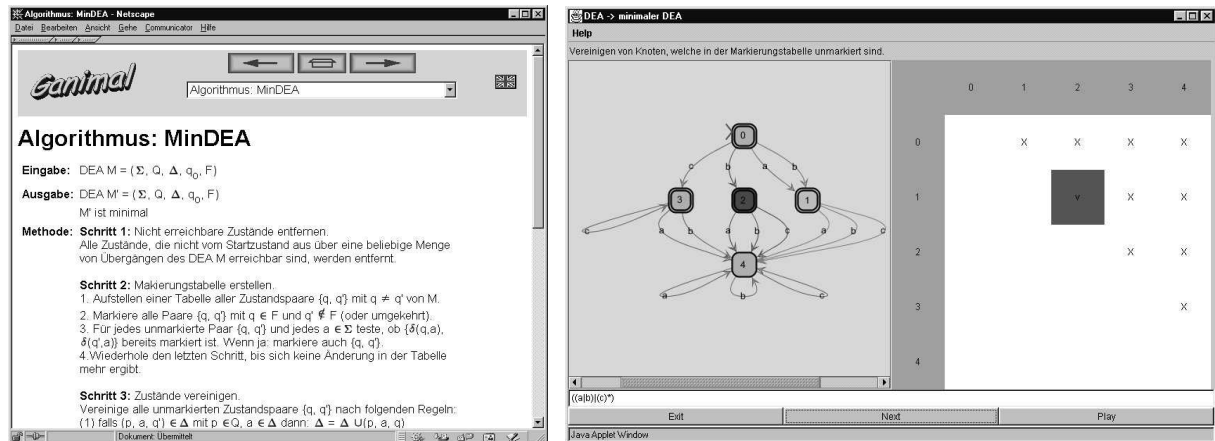 Algorithmus: MinDEA - Netscape
Datei Bearbeiten Ansicht Gehe Communicator Hilfe
Ganimal
Algorithmus: MinDEA
Algorithmus: MinDEA
Eingabe: DEA M = ( Σ, Q, Δ, q₀, F)
Ausgabe: DEA M' = ( Σ, Q, Δ, q₀, F)
M' ist minimal
Methode: Schritt 1: Nicht erreichbare Zustände entfernen.
Alle Zustände, die nicht vom Startzustand aus über eine beliebige Menge
von Übergängen des DEA M erreichbar sind, werden entfernt.
Schritt 2: Makierungstabelle erstellen.
1. Aufstellen einer Tabelle aller Zustandspaare {q, q'} mit q ≠ q' von M.
2. Markiere alle Paare {q, q'} mit q ∈ F und q' ∉ F (oder umgekehrt).
3. Für jedes unmarkierte Paar {q, q'} und jedes a ∈ Σ teste, ob {δ(q,a),
δ(q',a)} bereits markiert ist. Wenn ja: markiere auch {q, q'}.
4.Wiederhole den letzten Schritt, bis sich keine Änderung in der Tabelle
mehr ergibt.
Schritt 3: Zustände vereinigen.
Vereinige alle unmarkierten Zustandspaare {q, q'} nach folgenden Regeln:
(1) falls (p, a, q') ∈ Δ mit p ∈Q, a ∈ Δ dann: Δ = Δ ∪(p, a, q)
Dokument: Übermittelt
DEA -> minimaler DEA
Help
Vereinigen von Knoten, welche in der Markierungstabelle unmarkiert sind.
0
c b a b
3 2 1
c a b a b c a b c
4
a b c
0 1 2 3 4
0 X X X X
1 v X X
2 X X
3 X
4
((a|b)|(c)*)
Exit Next Play
Java Applet Window